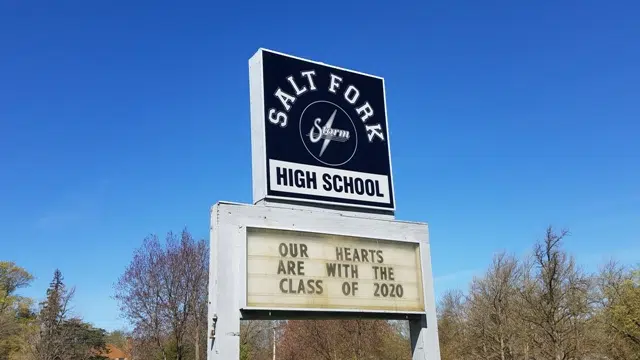 SALT FORK
Storm
HIGH SCHOOL
OUR HEARTS
ARE WITH THE
CLASS OF 2020